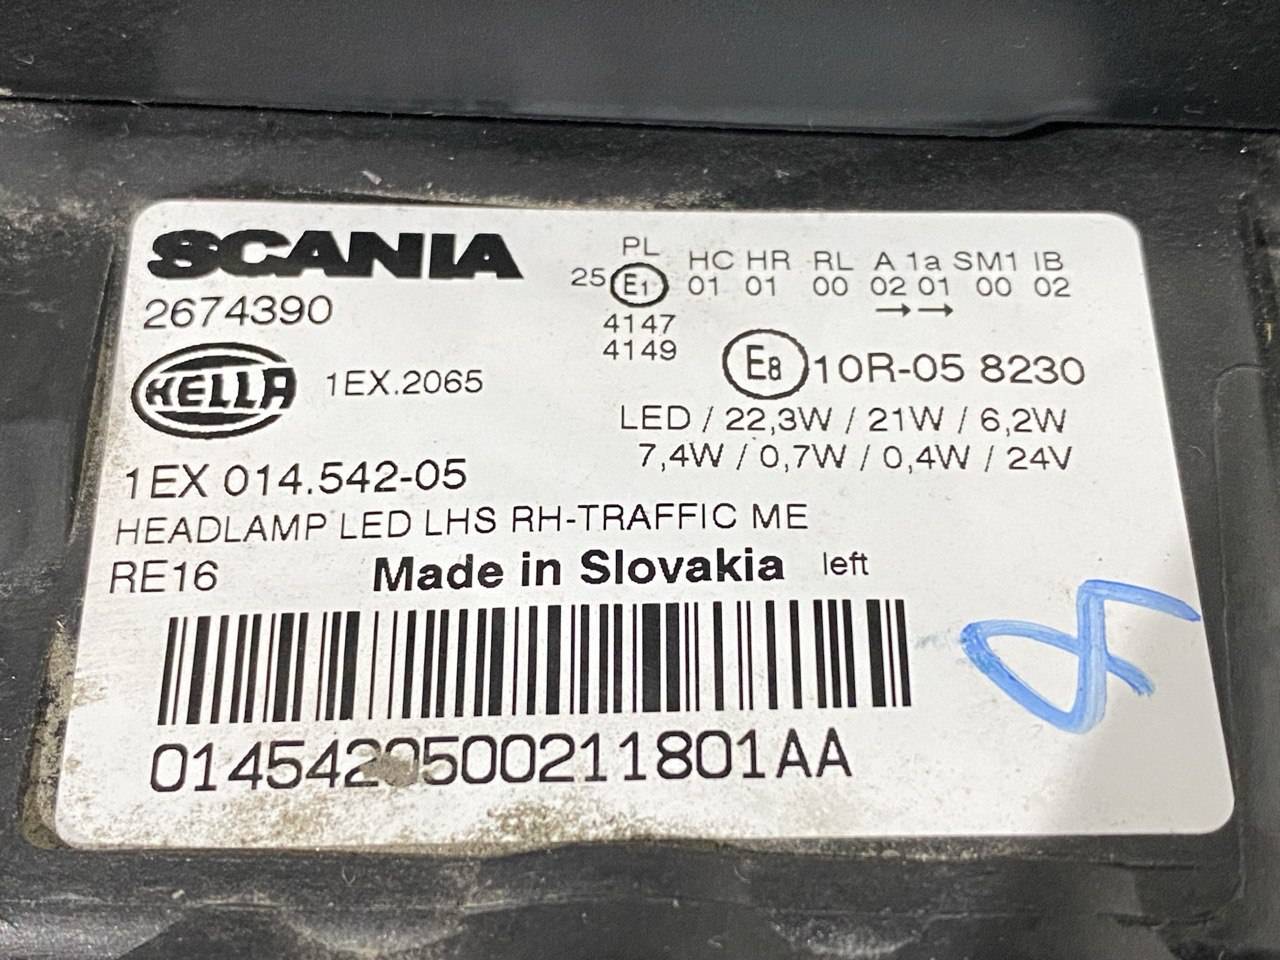 SCANIA
2674390
HELLA
1EX.2065
1EX 014.542-05
HEADLAMP LED LHS RH-TRAFFIC ME
RE16 Made in Slovakia left
PL HC HR RL A 1a SM1 IB
25 E1 01 01 00 02 01 00 02
→→
4147
4149
E8 10R-05 8230
LED / 22,3W / 21W / 6,2W
7,4W / 0,7W / 0,4W / 24V
0145420500211801AA